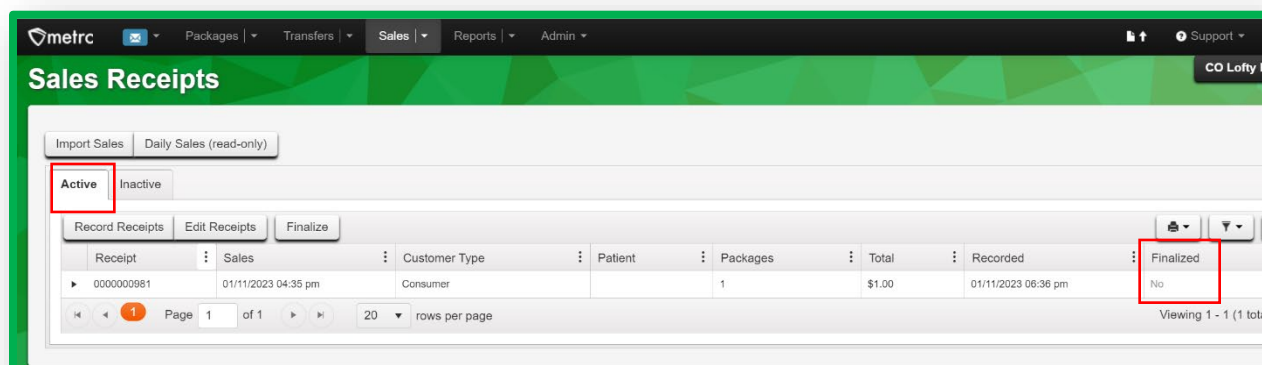 metrc Packages Transfers Sales Reports Admin Support
Sales Receipts
CO Lofty
Import Sales Daily Sales (read-only)
Active Inactive
Record Receipts Edit Receipts Finalize
Receipt Sales Customer Type Patient Packages Total Recorded Finalized
0000000981 01/11/2023 04:35 pm Consumer 1 $1.00 01/11/2023 06:36 pm No
1 Page 1 of 1 20 rows per page Viewing 1 - 1 (1 tota